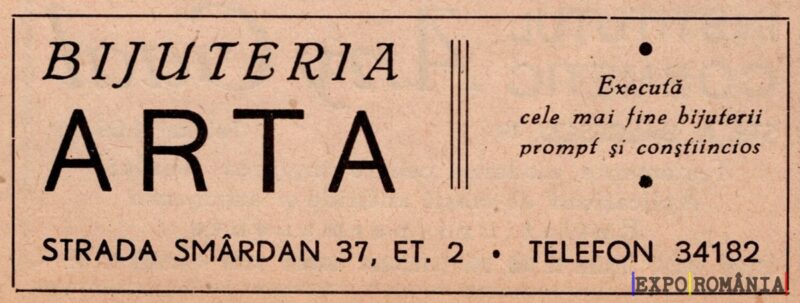 BIJUTERIA
ARTA
Execută
cele mai fine bijuterii
prompt și conștiincios
STRADA SMÂRDAN 37, ET. 2 • TELEFON 34182
EXPO ROMÂNIA